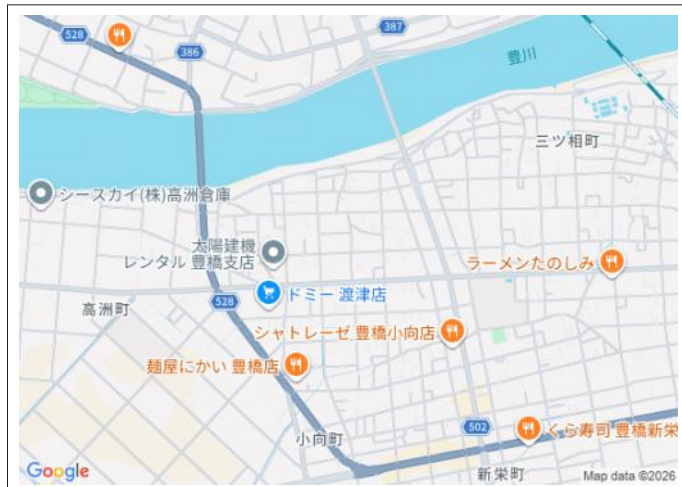 528
386
387
豊川
三ツ相町
シースカイ(株)高洲倉庫
太陽建機
レンタル 豊橋支店
ラーメンたのしみ
ドミー 渡津店
528
高洲町
シャトレーゼ 豊橋小向店
麺屋にかい 豊橋店
502
くら寿司 豊橋新栄
小向町
新栄町
Google
Map data ©2026